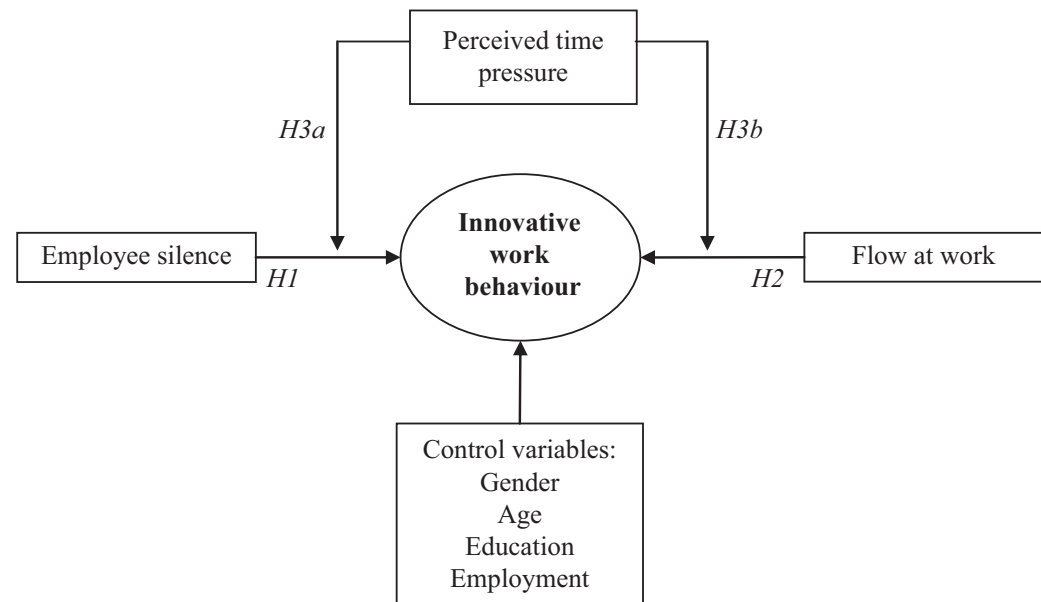 Perceived time
pressure
H3a
H3b
Innovative
work
behaviour
Employee silence
H1
H2
Flow at work
Control variables:
Gender
Age
Education
Employment